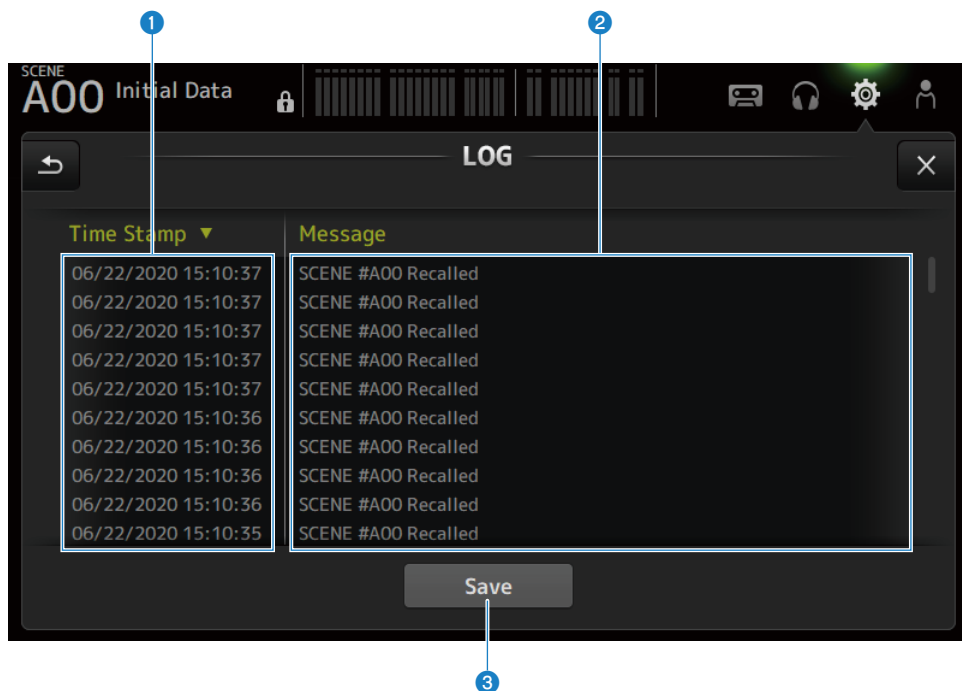 1 2
SCENE
A00 Initial Data
LOG
Time Stamp ▼ Message
06/22/2020 15:10:37 SCENE #A00 Recalled
06/22/2020 15:10:37 SCENE #A00 Recalled
06/22/2020 15:10:37 SCENE #A00 Recalled
06/22/2020 15:10:37 SCENE #A00 Recalled
06/22/2020 15:10:37 SCENE #A00 Recalled
06/22/2020 15:10:36 SCENE #A00 Recalled
06/22/2020 15:10:36 SCENE #A00 Recalled
06/22/2020 15:10:36 SCENE #A00 Recalled
06/22/2020 15:10:36 SCENE #A00 Recalled
06/22/2020 15:10:35 SCENE #A00 Recalled
Save
3